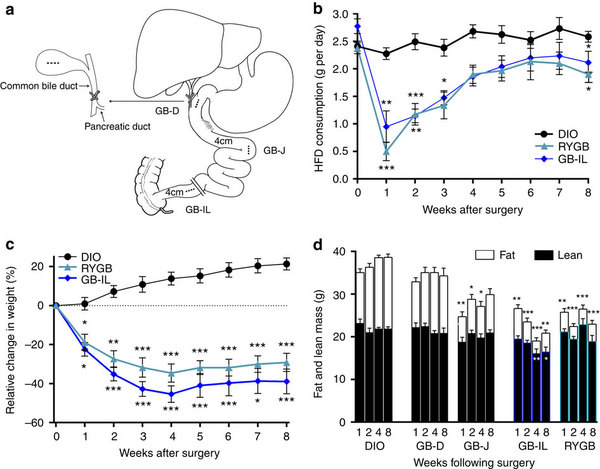 a
Common bile duct
Pancreatic duct
GB-D
4cm
GB-J
4cm
GB-IL
b
HFD consumption (g per day)
3.0
2.5
2.0
1.5
1.0
0.5
0.0
** *** *
*** ** * *
DIO
RYGB
GB-IL
0 1 2 3 4 5 6 7 8
Weeks after surgery
c
Relative change in weight (%)
DIO
RYGB
GB-IL
20
0
−20
−40
−60
* ** *** *** *** *** *** ***
* *** *** *** *** *** * ***
0 1 2 3 4 5 6 7 8
Weeks after surgery
d
Fat and lean mass (g)
Fat
Lean
40
30
20
10
0
** * * ** *** *** ** *** *** ***
** *
1 2 4 8 1 2 4 8 1 2 4 8 1 2 4 8 1 2 4 8
DIO GB-D GB-J GB-IL RYGB
Weeks following surgery